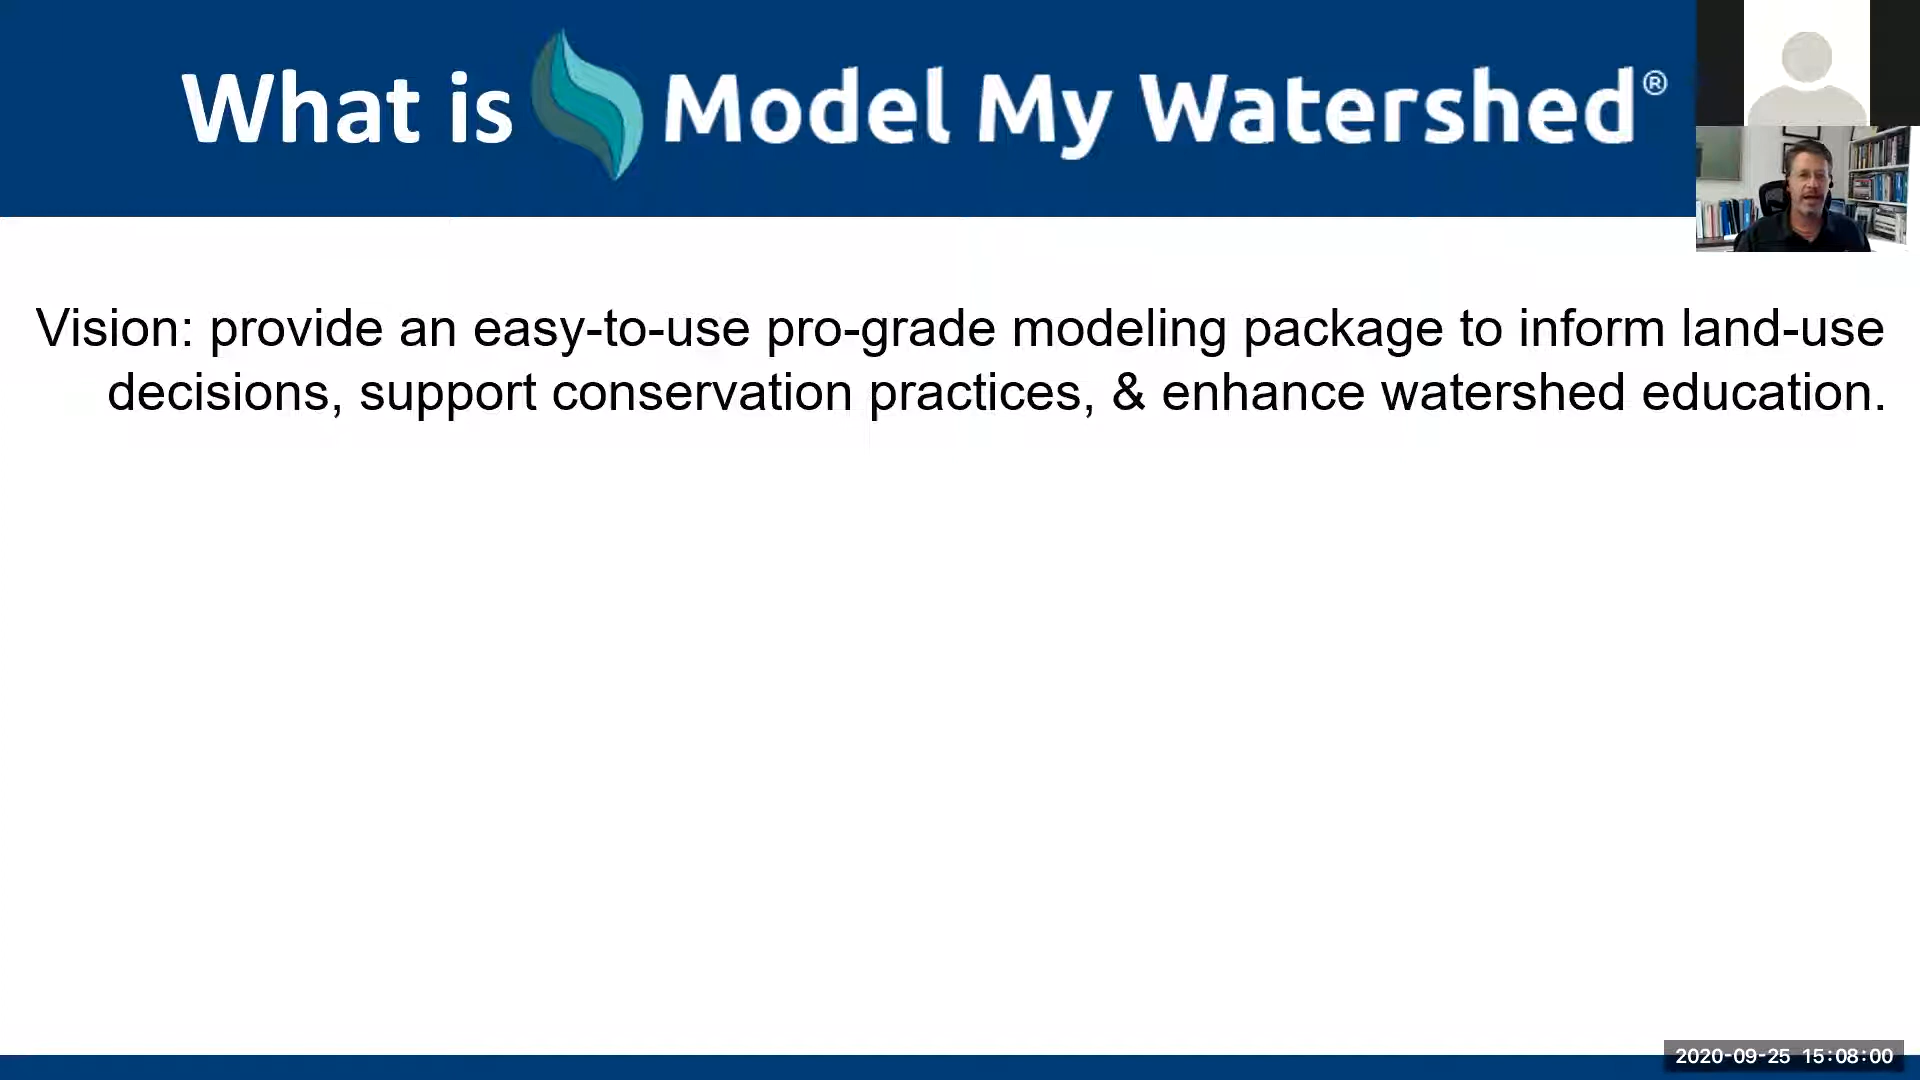 What is Model My Watershed®
Vision: provide an easy-to-use pro-grade modeling package to inform land-use
decisions, support conservation practices, & enhance watershed education.
2020-09-25 15:08:00